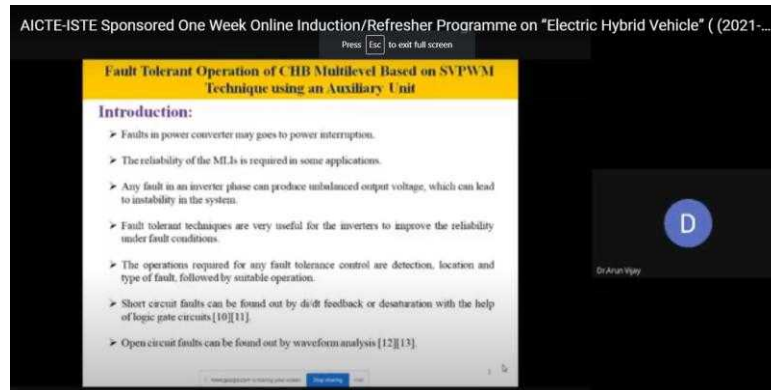 AICTE-ISTE Sponsored One Week Online Induction/Refresher Programme on "Electric Hybrid Vehicle" ( (2021-...
Press Esc to exit full screen
Fault Tolerant Operation of CHB Multilevel Based on SVPWM
Technique using an Auxiliary Unit
Introduction:
➢ Faults in power converter may goes to power interruption.
➢ The reliability of the MLIs is required in some applications.
➢ Any fault in an inverter phase can produce unbalanced output voltage, which can lead
to instability in the system.
➢ Fault tolerant techniques are very useful for the inverters to improve the reliability
under fault conditions.
➢ The operations required for any fault tolerance control are detection, location and
type of fault, followed by suitable operation.
➢ Short circuit faults can be found out by di/dt feedback or desaturation with the help
of logic gate circuits [10][11].
➢ Open circuit faults can be found out by waveform analysis [12][13].
D
Dr Arun Vijay
3
Stop sharing